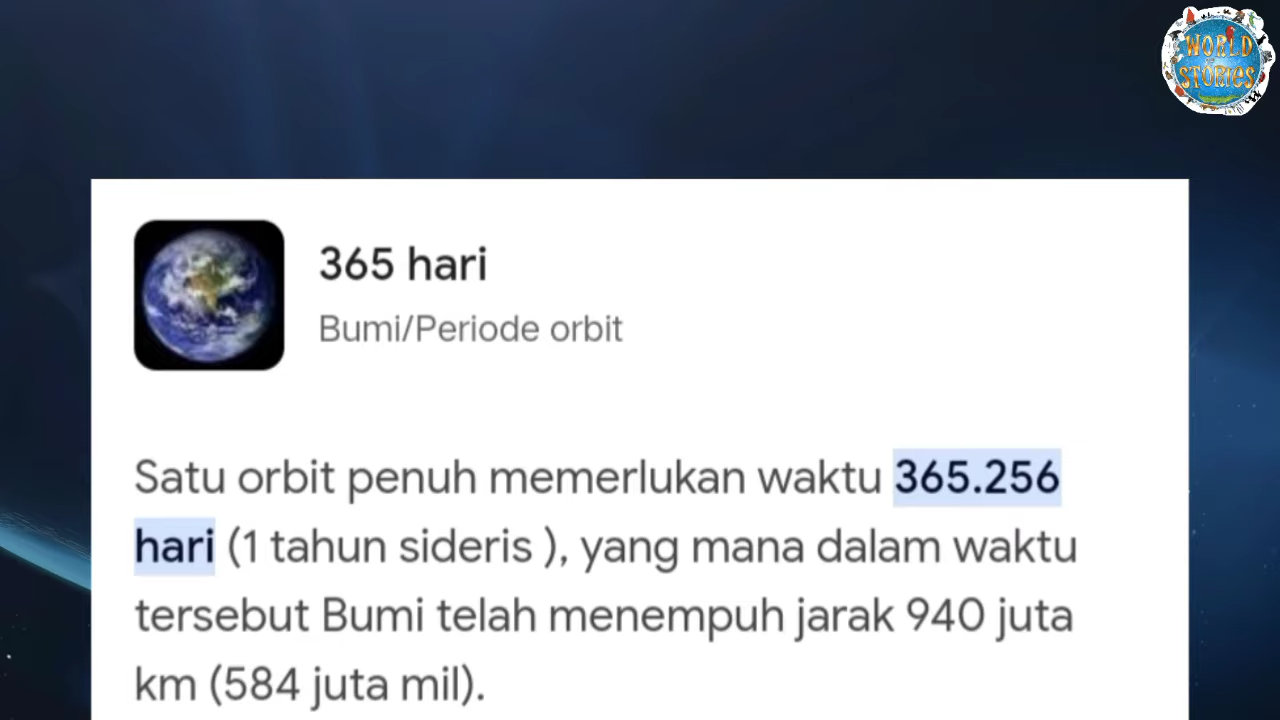 WORLD
STORIES
365 hari
Bumi/Periode orbit
Satu orbit penuh memerlukan waktu 365.256
hari (1 tahun sideris ), yang mana dalam waktu
tersebut Bumi telah menempuh jarak 940 juta
km (584 juta mil).